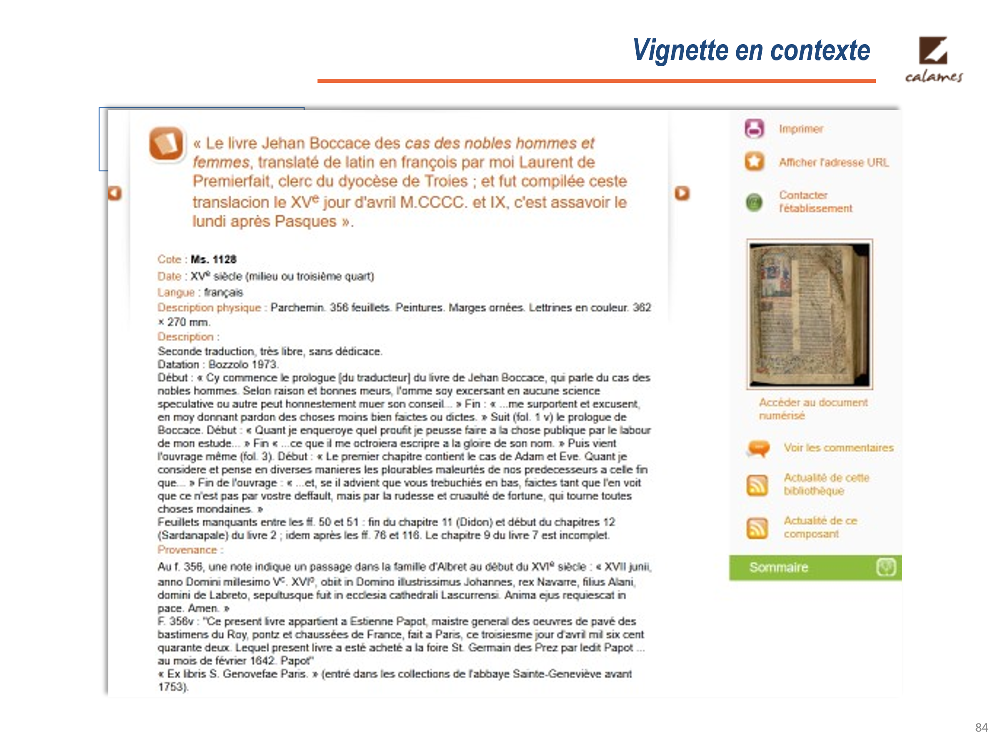 Vignette en contexte
calames
« Le livre Jehan Boccace des cas des nobles hommes et
femmes, translaté de latin en françois par moi Laurent de
Premierfait, clerc du dyocèse de Troies ; et fut compilée ceste
translacion le XVe jour d'avril M.CCCC. et IX, c'est assavoir le
lundi après Pasques ».
Cote : Ms. 1128
Date : XVe siècle (milieu ou troisième quart)
Langue : français
Description physique : Parchemin. 356 feuillets. Peintures. Marges ornées. Lettrines en couleur. 362
× 270 mm.
Description :
Seconde traduction, très libre, sans dédicace.
Datation : Bozzolo 1973.
Début : « Cy commence le prologue [du traducteur] du livre de Jehan Boccace, qui parle du cas des
nobles hommes. Selon raison et bonnes meurs, l'omme soy excersant en aucune science
speculative ou autre peut honnestement muer son conseil... » Fin : « ...me surportent et excusent,
en moy donnant pardon des choses moins bien faictes ou dictes. » Suit (fol. 1 v) le prologue de
Boccace. Début : « Quant je enqueroye quel proufit je peusse faire a la chose publique par le labour
de mon estude... » Fin « ...ce que il me octroiera escripre a la gloire de son nom. » Puis vient
l'ouvrage même (fol. 3). Début : « Le premier chapitre contient le cas de Adam et Eve. Quant je
considere et pense en diverses manieres les plourables maleurtés de nos predecesseurs a celle fin
que... » Fin de l'ouvrage : « ...et, se il advient que vous trebuchiés en bas, faictes tant que l'en voit
que ce n'est pas par vostre deffault, mais par la rudesse et cruaulté de fortune, qui tourne toutes
choses mondaines. »
Feuillets manquants entre les ff. 50 et 51 : fin du chapitre 11 (Didon) et début du chapitres 12
(Sardanapale) du livre 2 ; idem après les ff. 76 et 116. Le chapitre 9 du livre 7 est incomplet.
Provenance :
Au f. 356, une note indique un passage dans la famille d'Albret au début du XVIe siècle : « XVII junii,
anno Domini millesimo Vc. XVIo, obiit in Domino illustrissimus Johannes, rex Navarre, filius Alani,
domini de Labreto, sepultusque fuit in ecclesia cathedrali Lascurrensi. Anima ejus requiescat in
pace. Amen. »
F. 356v : "Ce present livre appartient a Estienne Papot, maistre general des oeuvres de pavé des
bastimens du Roy, pontz et chaussées de France, fait a Paris, ce troisiesme jour d'avril mil six cent
quarante deux. Lequel present livre a esté acheté a la foire St. Germain des Prez par ledit Papot ...
au mois de février 1642. Papot"
« Ex libris S. Genovefae Paris. » (entré dans les collections de l'abbaye Sainte-Geneviève avant
1753).
Imprimer
Afficher l'adresse URL
Contacter
l'établissement
Accéder au document
numérisé
Voir les commentaires
Actualité de cette
bibliothèque
Actualité de ce
composant
Sommaire
84